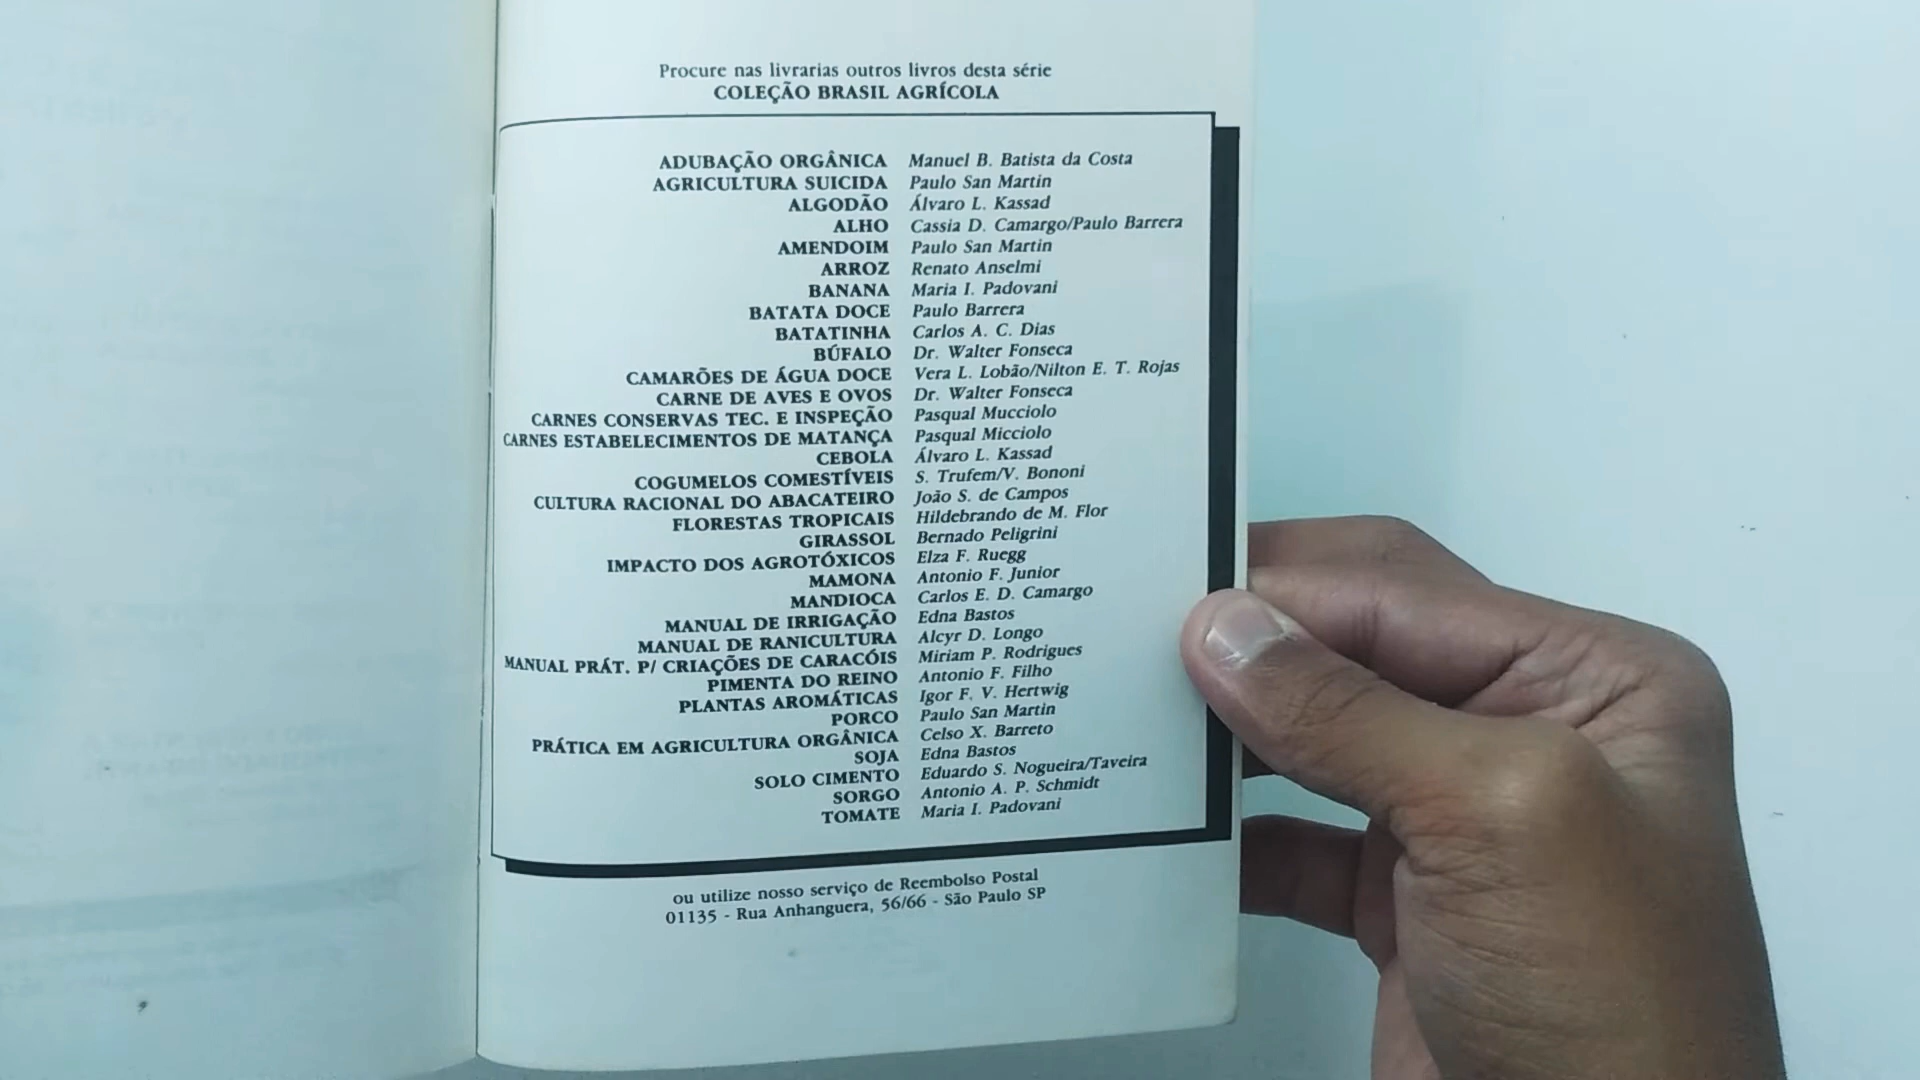 Procure nas livrarias outros livros desta série
COLEÇÃO BRASIL AGRÍCOLA
ADUBAÇÃO ORGÂNICA Manuel B. Batista da Costa
AGRICULTURA SUICIDA Paulo San Martin
ALGODÃO Álvaro L. Kassad
ALHO Cassia D. Camargo/Paulo Barrera
AMENDOIM Paulo San Martin
ARROZ Renato Anselmi
BANANA Maria I. Padovani
BATATA DOCE Paulo Barrera
BATATINHA Carlos A. C. Dias
BÚFALO Dr. Walter Fonseca
CAMARÕES DE ÁGUA DOCE Vera L. Lobão/Nilton E. T. Rojas
CARNE DE AVES E OVOS Dr. Walter Fonseca
CARNES CONSERVAS TEC. E INSPEÇÃO Pasqual Mucciolo
CARNES ESTABELECIMENTOS DE MATANÇA Pasqual Micciolo
CEBOLA Álvaro L. Kassad
COGUMELOS COMESTÍVEIS S. Trufem/V. Bononi
CULTURA RACIONAL DO ABACATEIRO João S. de Campos
FLORESTAS TROPICAIS Hildebrando de M. Flor
GIRASSOL Bernado Peligrini
IMPACTO DOS AGROTÓXICOS Elza F. Ruegg
MAMONA Antonio F. Junior
MANDIOCA Carlos E. D. Camargo
MANUAL DE IRRIGAÇÃO Edna Bastos
MANUAL DE RANICULTURA Alcyr D. Longo
MANUAL PRÁT. P/ CRIAÇÕES DE CARACÓIS Miriam P. Rodrigues
PIMENTA DO REINO Antonio F. Filho
PLANTAS AROMÁTICAS Igor F. V. Hertwig
PORCO Paulo San Martin
PRÁTICA EM AGRICULTURA ORGÂNICA Celso X. Barreto
SOJA Edna Bastos
SOLO CIMENTO Eduardo S. Nogueira/Taveira
SORGO Antonio A. P. Schmidt
TOMATE Maria I. Padovani
ou utilize nosso serviço de Reembolso Postal
01135 - Rua Anhanguera, 56/66 - São Paulo SP